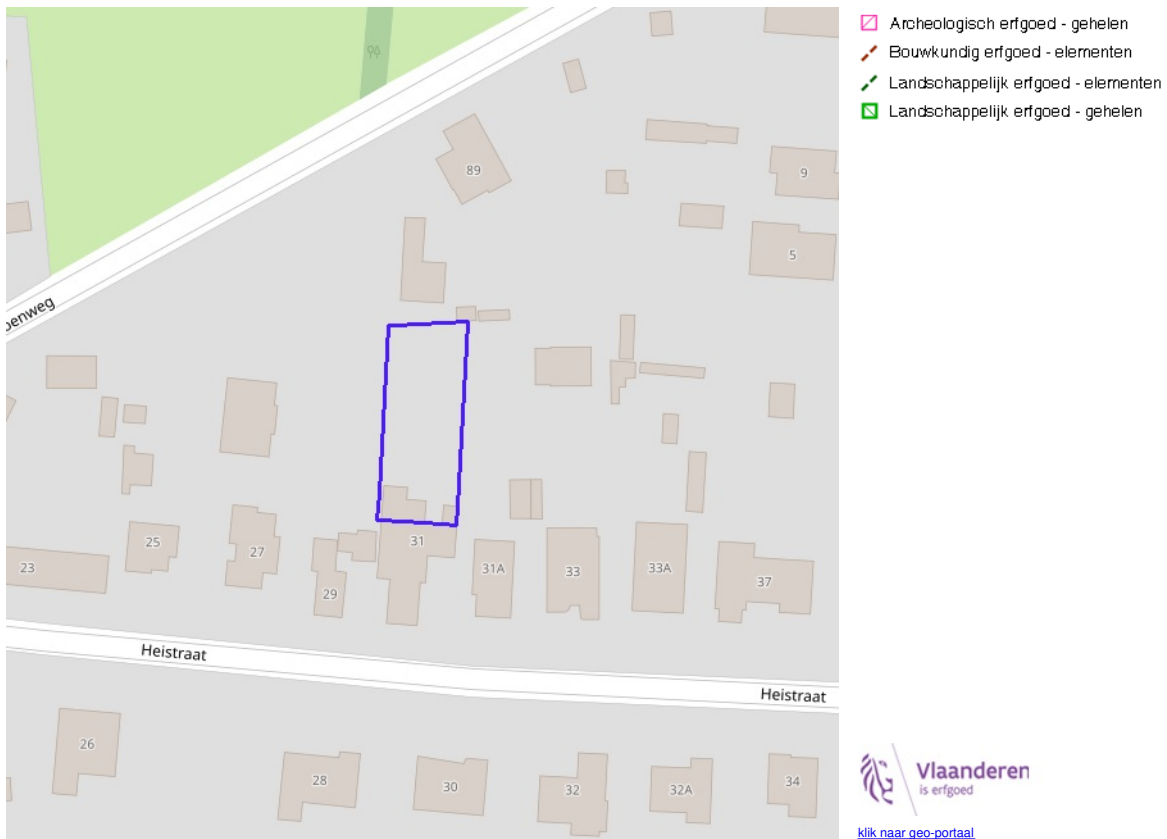 Archeologisch erfgoed - gehelen
Bouwkundig erfgoed - elementen
Landschappelijk erfgoed - elementen
Landschappelijk erfgoed - gehelen
89
9
5
benweg
25
27
23
29
31
31A
33
33A
37
Heistraat
Heistraat
26
28
30
32
32A
34
Vlaanderen
is erfgoed
klik naar geo-portaal